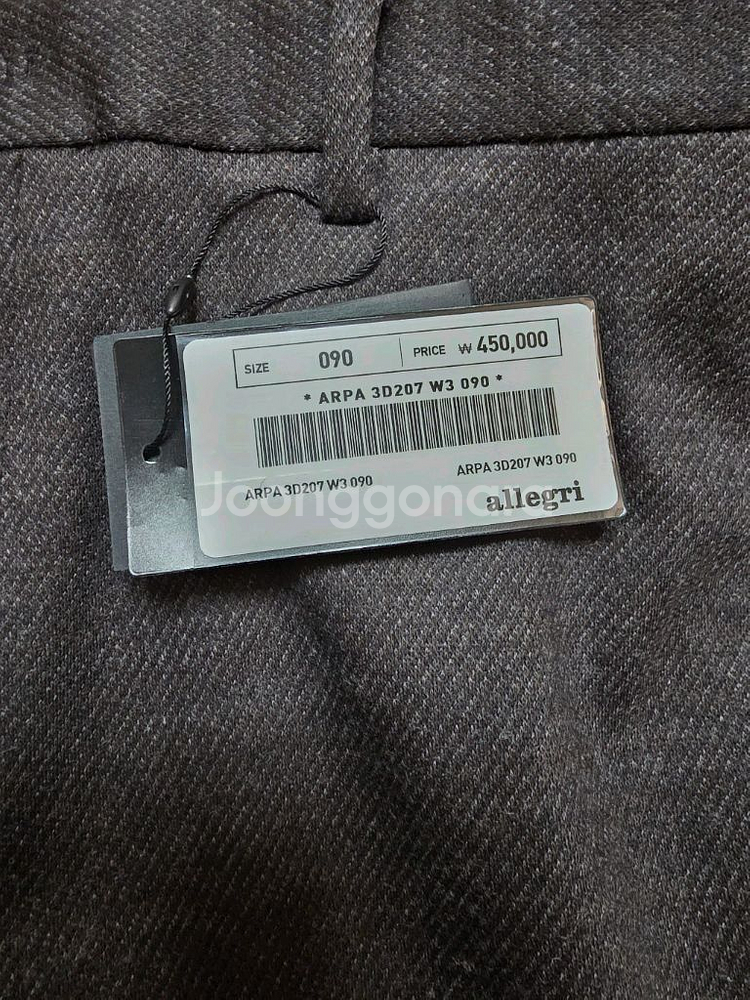 SIZE 090 PRICE ₩ 450,000
* ARPA 3D207 W3 090 *
ARPA 3D207 W3 090 ARPA 3D207 W3 090
Joonggonara
allegri